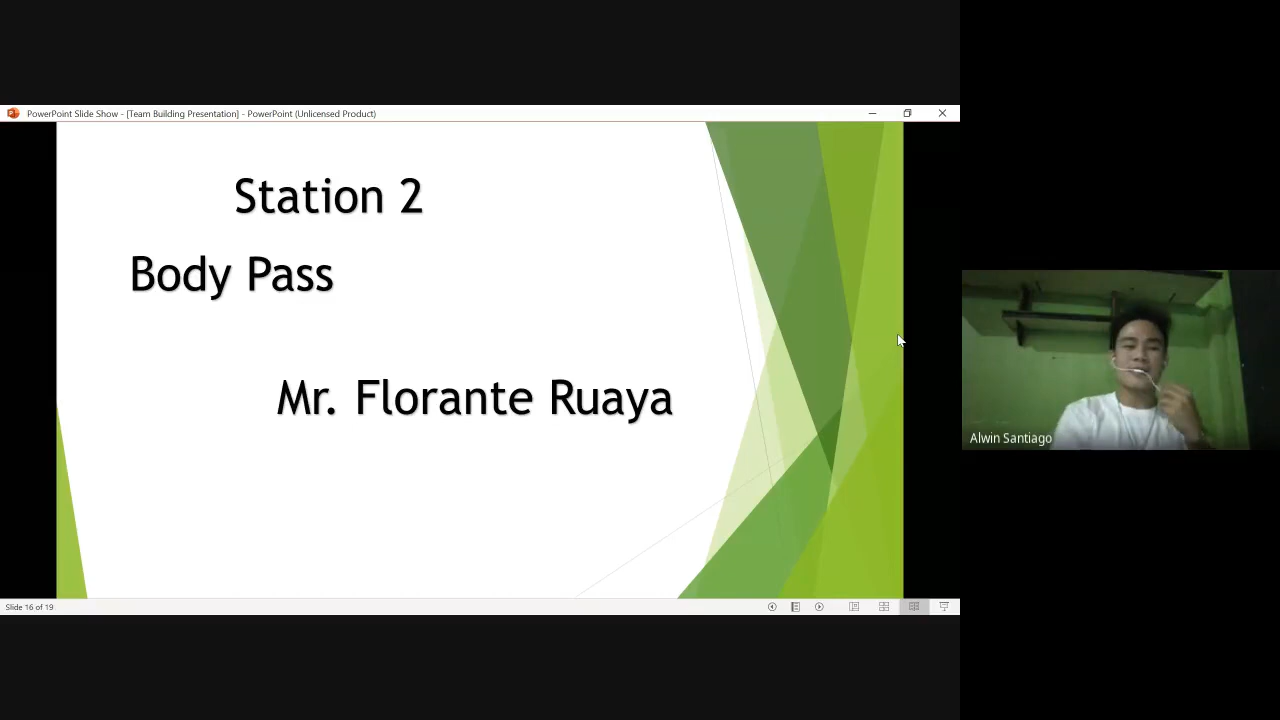 PowerPoint Slide Show - [Team Building Presentation] - PowerPoint (Unlicensed Product)
Station 2
Body Pass
Mr. Florante Ruaya
Alwin Santiago
Slide 16 of 19